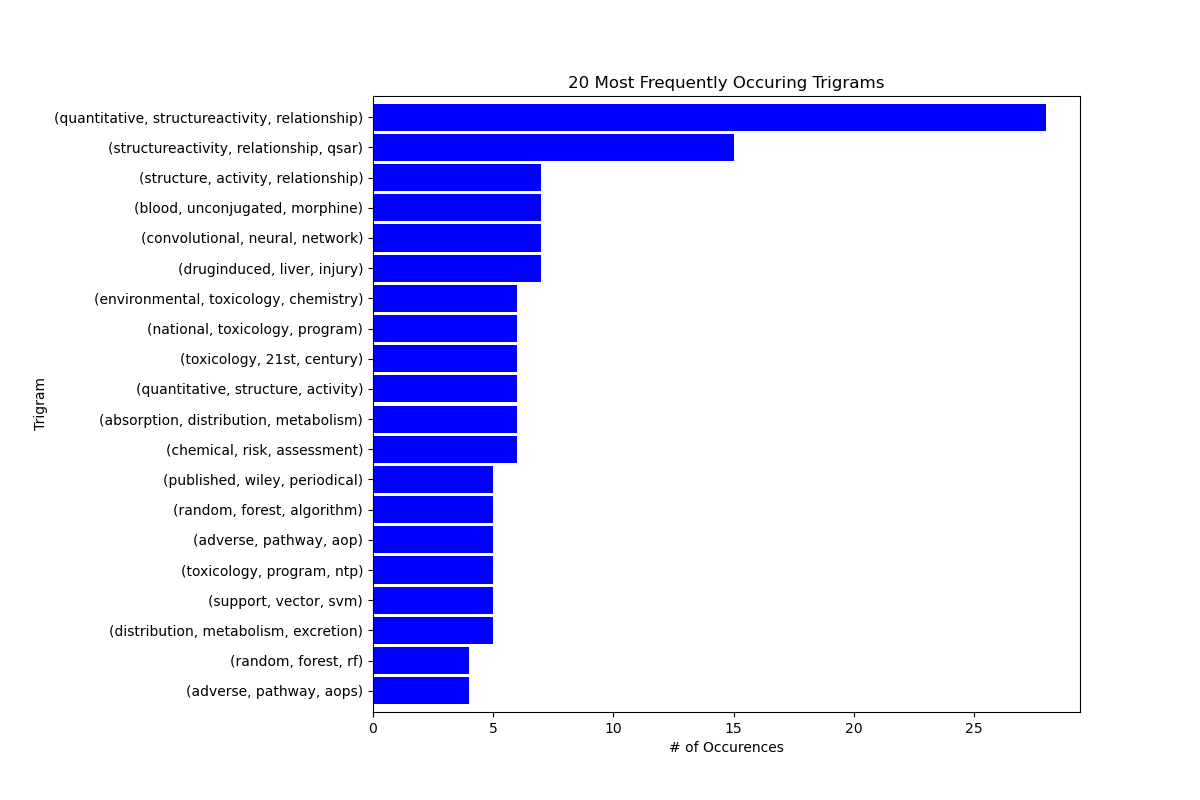 20 Most Frequently Occuring Trigrams
(quantitative, structureactivity, relationship)
(structureactivity, relationship, qsar)
(structure, activity, relationship)
(blood, unconjugated, morphine)
(convolutional, neural, network)
(druginduced, liver, injury)
(environmental, toxicology, chemistry)
(national, toxicology, program)
(toxicology, 21st, century)
(quantitative, structure, activity)
(absorption, distribution, metabolism)
(chemical, risk, assessment)
(published, wiley, periodical)
(random, forest, algorithm)
(adverse, pathway, aop)
(toxicology, program, ntp)
(support, vector, svm)
(distribution, metabolism, excretion)
(random, forest, rf)
(adverse, pathway, aops)
Trigram
0 5 10 15 20 25
# of Occurences